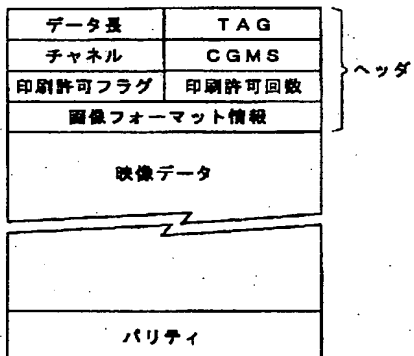 データ長 TAG
チャネル CGMS
印刷許可フラグ 印刷許可回数
画像フォーマット情報
ヘッダ
映像データ
パリティ